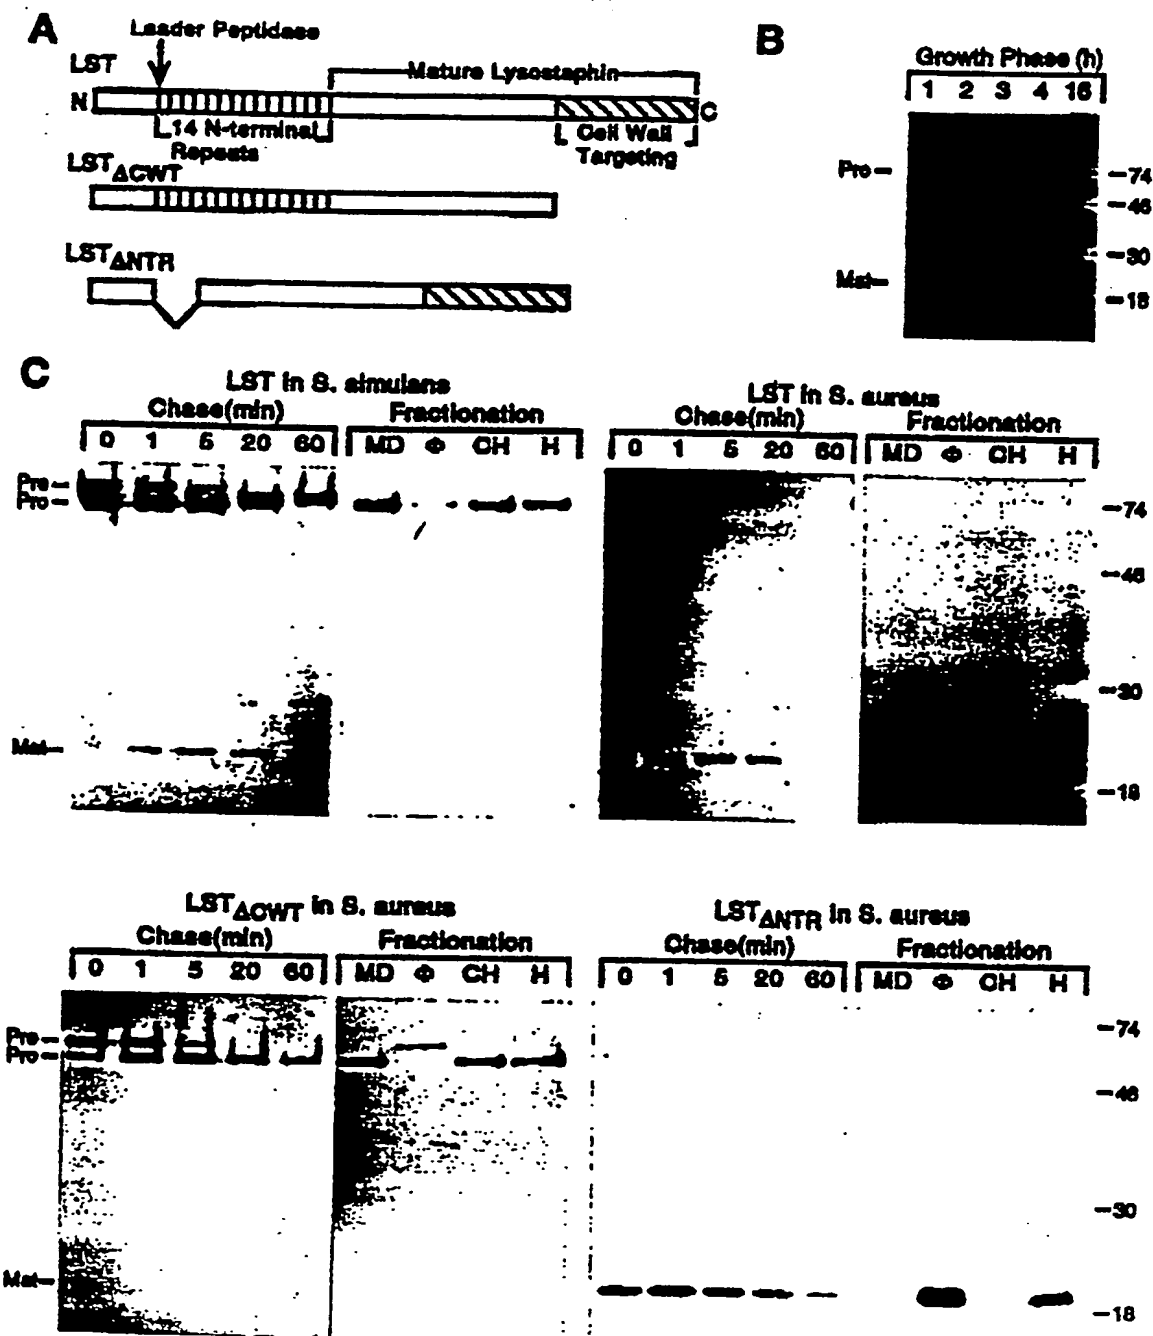 A
Leader Peptidase
LST
Mature Lysostaphin
N
C
14 N-terminal Repeats
Cell Wall Targeting
LSTΔCWT
LSTΔNTR
B
Growth Phase (h)
1 2 3 4 16
Pro
Mat
74
46
30
18
C
LST in S. simulans
Chase(min) Fractionation
0 1 5 20 60 MD Φ CH H
Pre
Pro
Mat
LST in S. aureus
Chase(min) Fractionation
0 1 5 20 60 MD Φ CH H
74
46
30
18
LSTΔCWT in S. aureus
Chase(min) Fractionation
0 1 5 20 60 MD Φ CH H
Pre
Pro
Mat
LSTΔNTR in S. aureus
Chase(min) Fractionation
0 1 5 20 60 MD Φ CH H
74
46
30
18